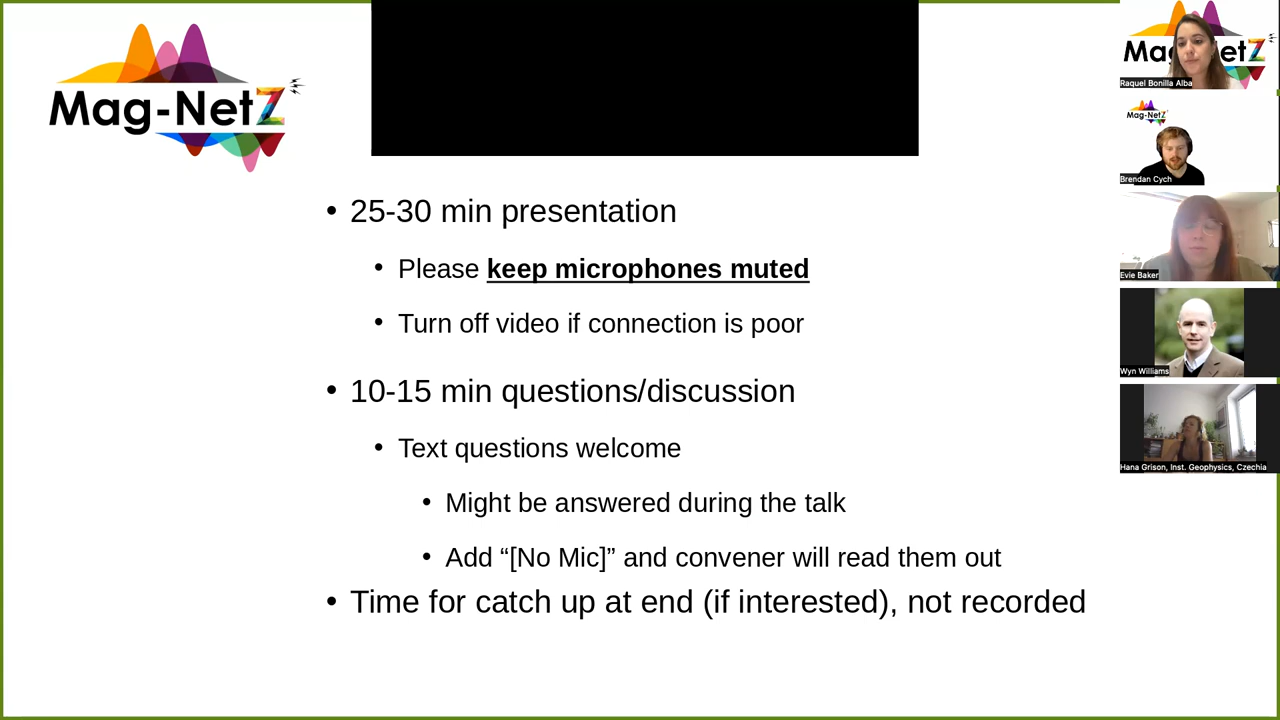 Mag-NetZ
• 25-30 min presentation
• Please keep microphones muted
• Turn off video if connection is poor
• 10-15 min questions/discussion
• Text questions welcome
• Might be answered during the talk
• Add “[No Mic]” and convener will read them out
• Time for catch up at end (if interested), not recorded
Mag etZ
Raquel Bonilla Alba
Mag-NetZ
Brendan Cych
Evie Baker
Wyn Williams
Hana Grison, Inst. Geophysics, Czechia